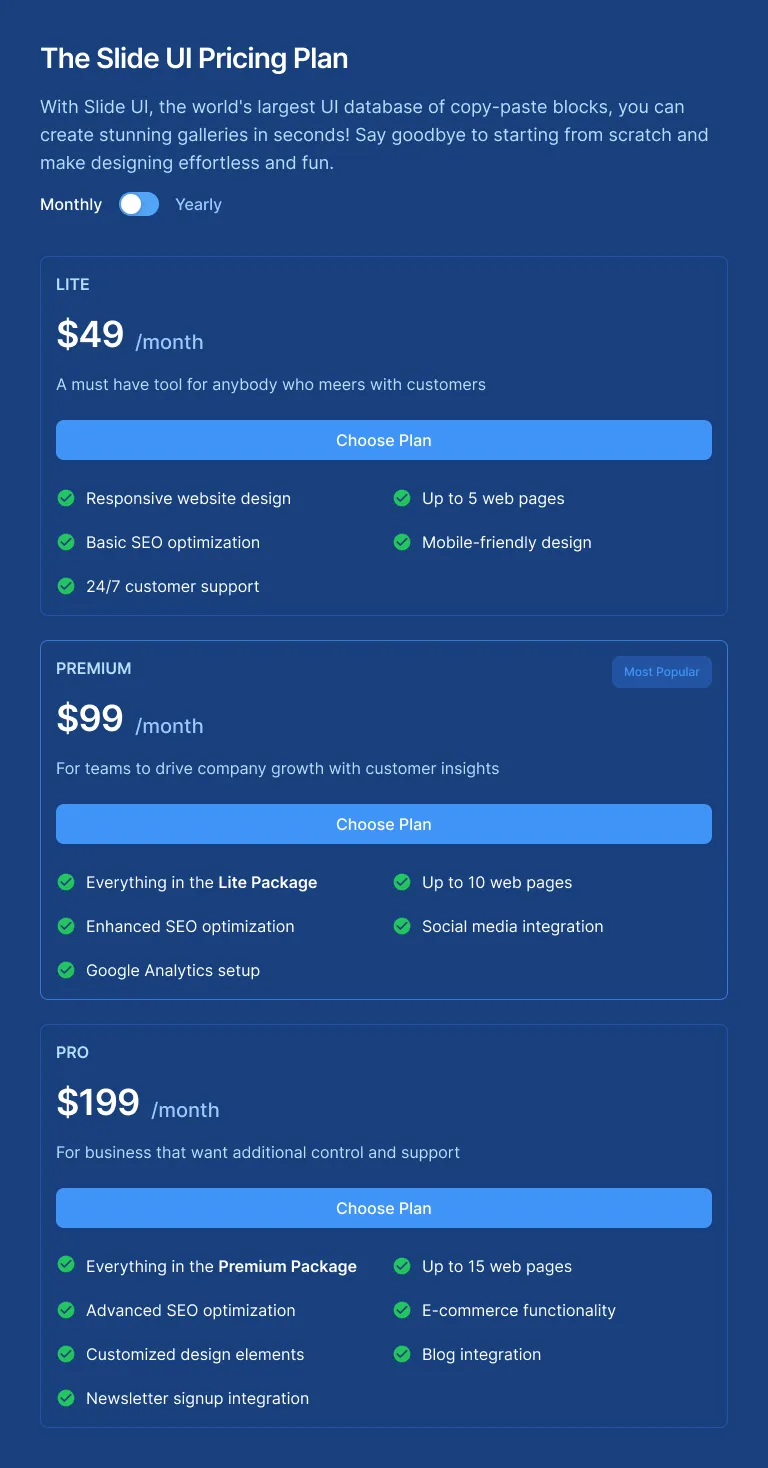 The Slide UI Pricing Plan
With Slide UI, the world's largest UI database of copy-paste blocks, you can
create stunning galleries in seconds! Say goodbye to starting from scratch and
make designing effortless and fun.
Monthly Yearly
LITE
$49 /month
A must have tool for anybody who meers with customers
Choose Plan
Responsive website design
Up to 5 web pages
Basic SEO optimization
Mobile-friendly design
24/7 customer support
PREMIUM
Most Popular
$99 /month
For teams to drive company growth with customer insights
Choose Plan
Everything in the Lite Package
Up to 10 web pages
Enhanced SEO optimization
Social media integration
Google Analytics setup
PRO
$199 /month
For business that want additional control and support
Choose Plan
Everything in the Premium Package
Up to 15 web pages
Advanced SEO optimization
E-commerce functionality
Customized design elements
Blog integration
Newsletter signup integration